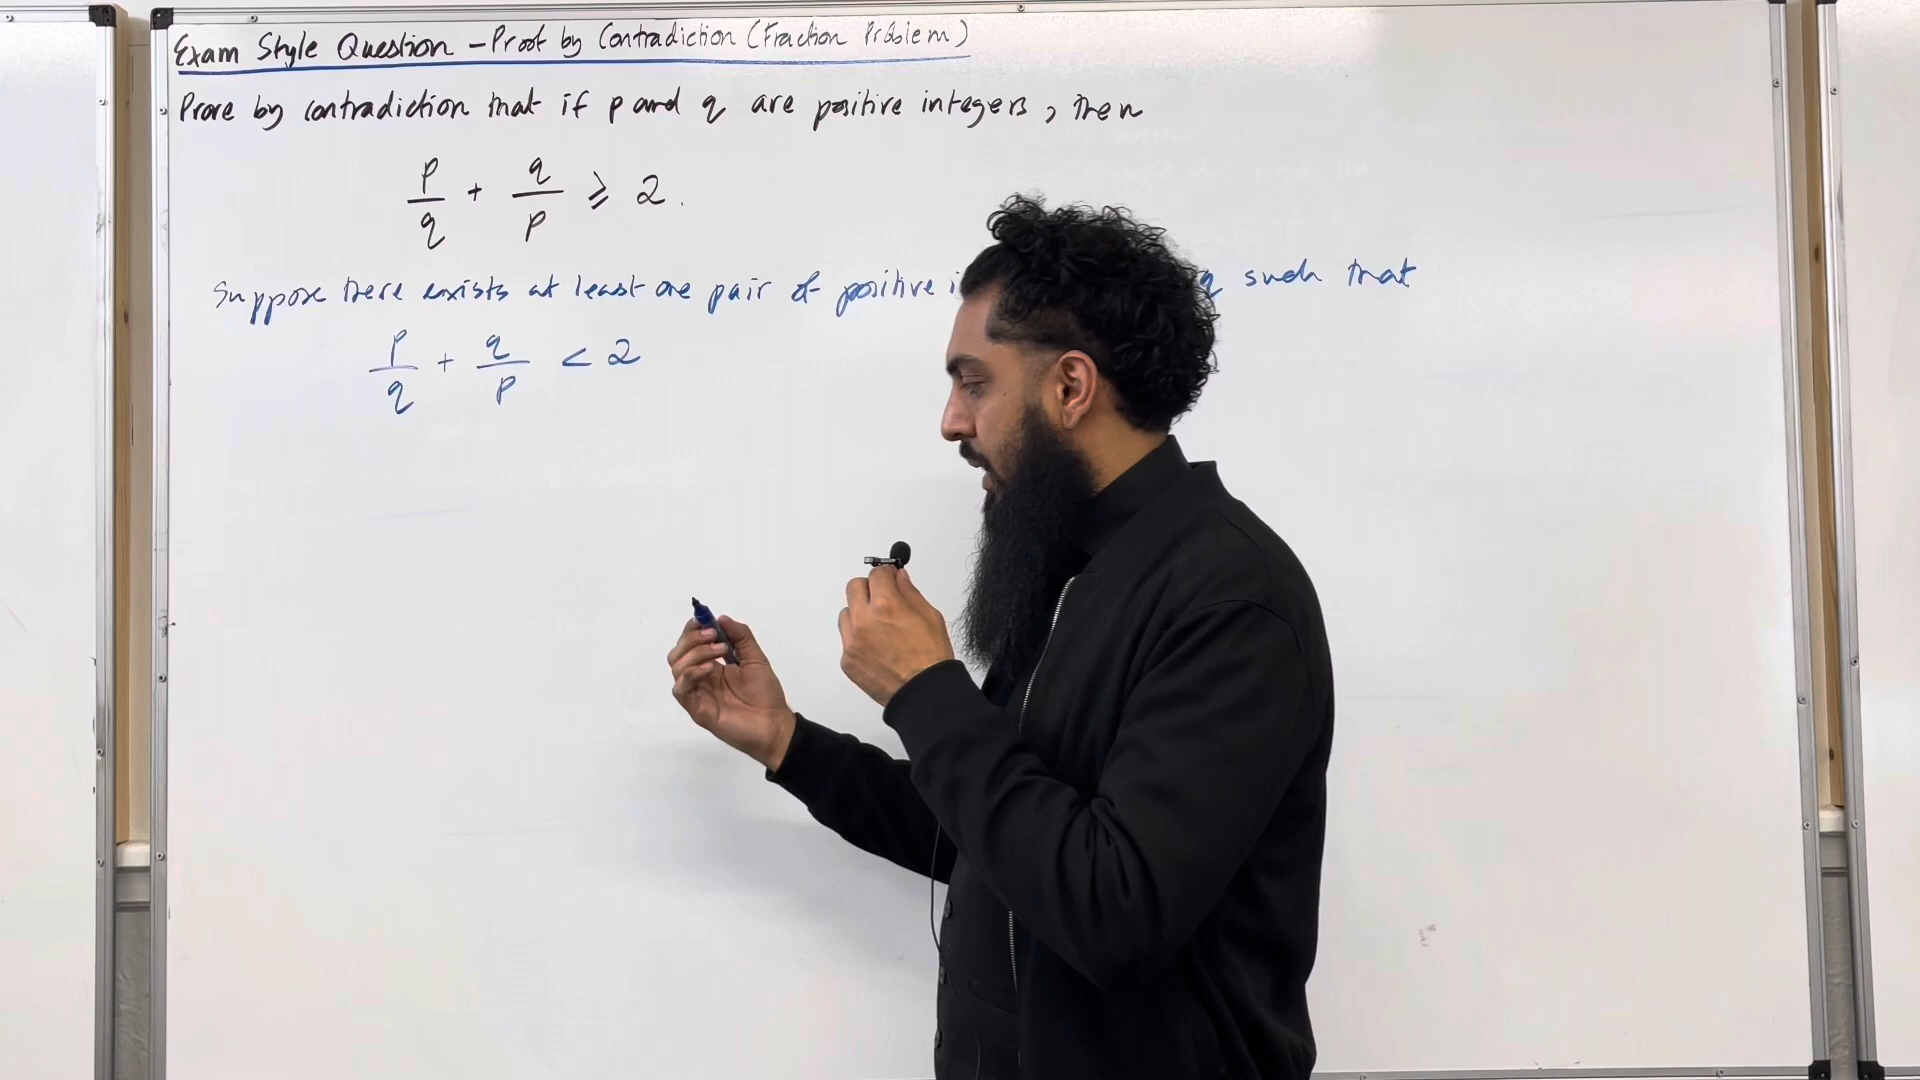 Exam Style Question - Proof by Contradiction (Fraction Problem)
Prove by contradiction that if p and q are positive integers, then
p/q + q/p ⩾ 2.
Suppose there exists at least one pair of positive q such that
p/q + q/p < 2